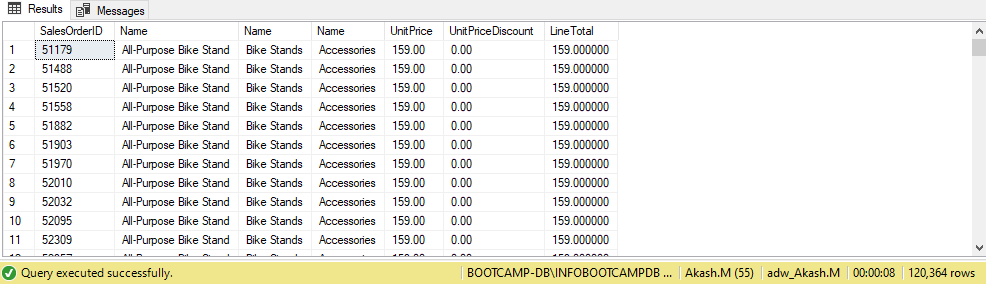 Results Messages
SalesOrderID Name Name Name UnitPrice UnitPriceDiscount LineTotal
1 51179 All-Purpose Bike Stand Bike Stands Accessories 159.00 0.00 159.000000
2 51488 All-Purpose Bike Stand Bike Stands Accessories 159.00 0.00 159.000000
3 51520 All-Purpose Bike Stand Bike Stands Accessories 159.00 0.00 159.000000
4 51558 All-Purpose Bike Stand Bike Stands Accessories 159.00 0.00 159.000000
5 51882 All-Purpose Bike Stand Bike Stands Accessories 159.00 0.00 159.000000
6 51903 All-Purpose Bike Stand Bike Stands Accessories 159.00 0.00 159.000000
7 51970 All-Purpose Bike Stand Bike Stands Accessories 159.00 0.00 159.000000
8 52010 All-Purpose Bike Stand Bike Stands Accessories 159.00 0.00 159.000000
9 52032 All-Purpose Bike Stand Bike Stands Accessories 159.00 0.00 159.000000
10 52095 All-Purpose Bike Stand Bike Stands Accessories 159.00 0.00 159.000000
11 52309 All-Purpose Bike Stand Bike Stands Accessories 159.00 0.00 159.000000
Query executed successfully. BOOTCAMP-DB\INFOBOOTCAMPDB ... Akash.M (55) adw_Akash.M 00:00:08 120,364 rows